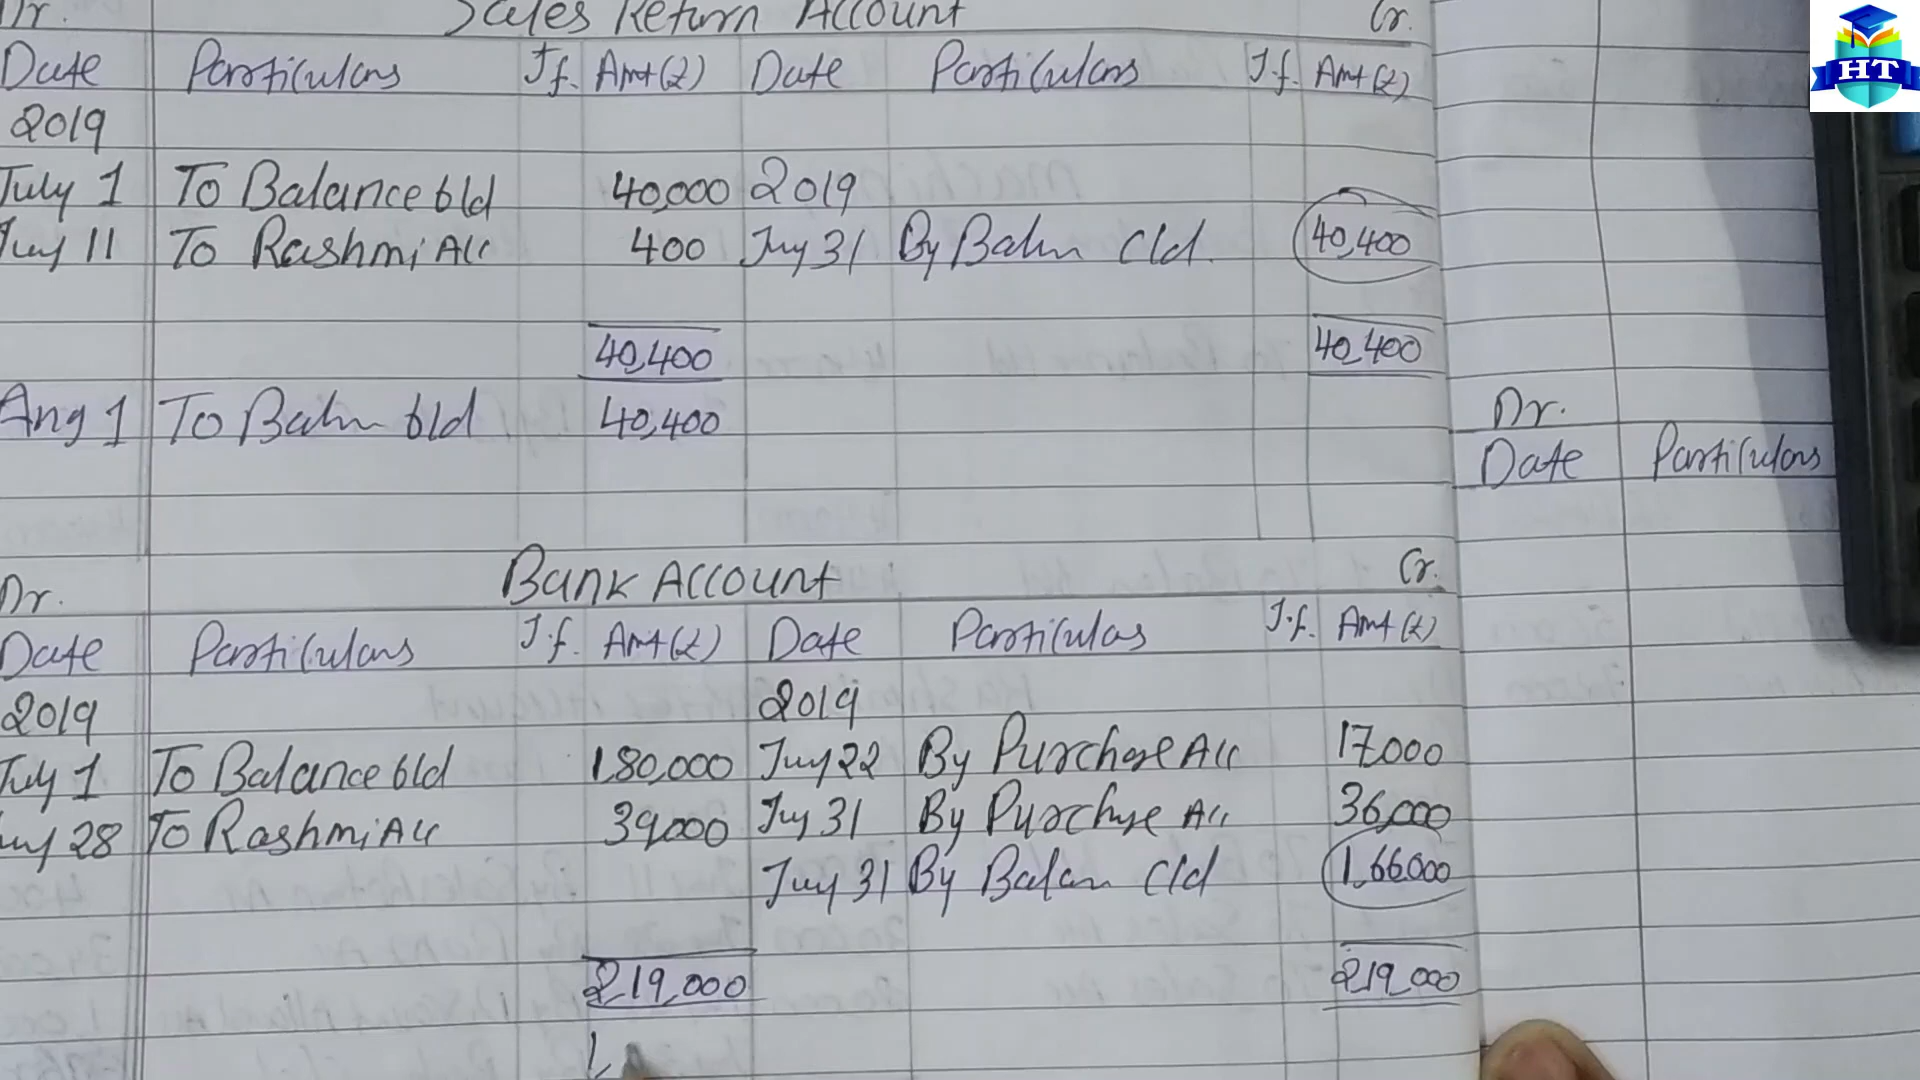 Dr. Sales Return Account Cr.
Date Particulars J.f. Amt(₹) Date Particulars J.f. Amt(₹)
2019
July 1 To Balance b/d 40,000 2019
July 11 To Rashmi A/c 400 July 31 By Balan C/d. 40,400
40,400 40,400
Aug 1 To Balan b/d 40,400
Dr.
Date Particulars
Dr. Bank Account Cr.
Date Particulars J.f. Amt(₹) Date Particulars J.f. Amt(₹)
2019 2019
July 1 To Balance b/d 1,80,000 July 22 By Purchase A/c 17,000
July 28 To Rashmi A/c 39,000 July 31 By Purchase A/c 36,000
July 31 By Balan C/d 1,66,000
2,19,000 2,19,000
HT